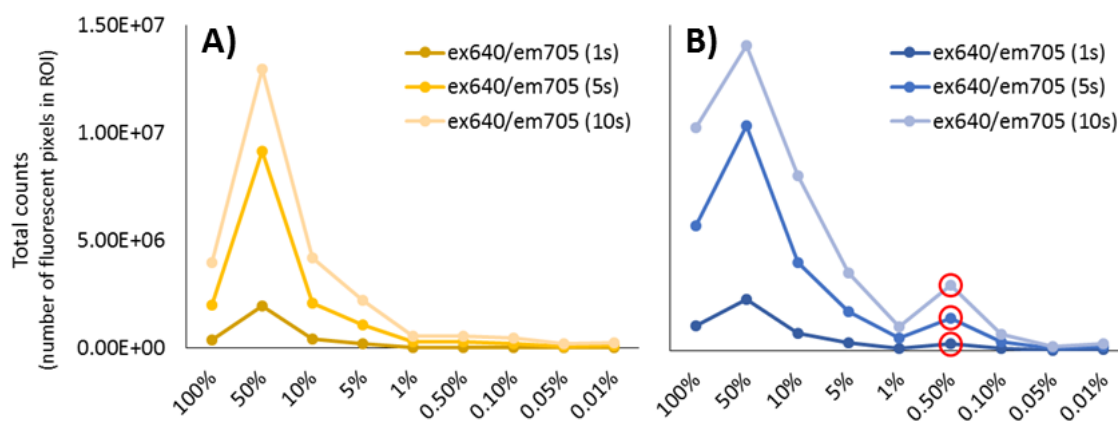 Total counts
(number of fluorescent pixels in ROI)
1.50E+07
1.00E+07
5.00E+06
0.00E+00
A)
ex640/em705 (1s)
ex640/em705 (5s)
ex640/em705 (10s)
100%
50%
10%
5%
1%
0.50%
0.10%
0.05%
0.01%
B)
ex640/em705 (1s)
ex640/em705 (5s)
ex640/em705 (10s)
100%
50%
10%
5%
1%
0.50%
0.10%
0.05%
0.01%